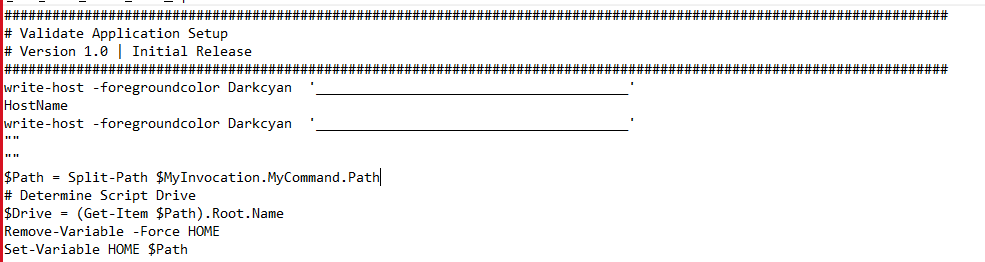 ######################################################################################################################
# Validate Application Setup
# Version 1.0 | Initial Release
######################################################################################################################
write-host -foregroundcolor Darkcyan  '_______________________________________'
HostName
write-host -foregroundcolor Darkcyan  '_______________________________________'
""
""
$Path = Split-Path $MyInvocation.MyCommand.Path
# Determine Script Drive
$Drive = (Get-Item $Path).Root.Name
Remove-Variable -Force HOME
Set-Variable HOME $Path